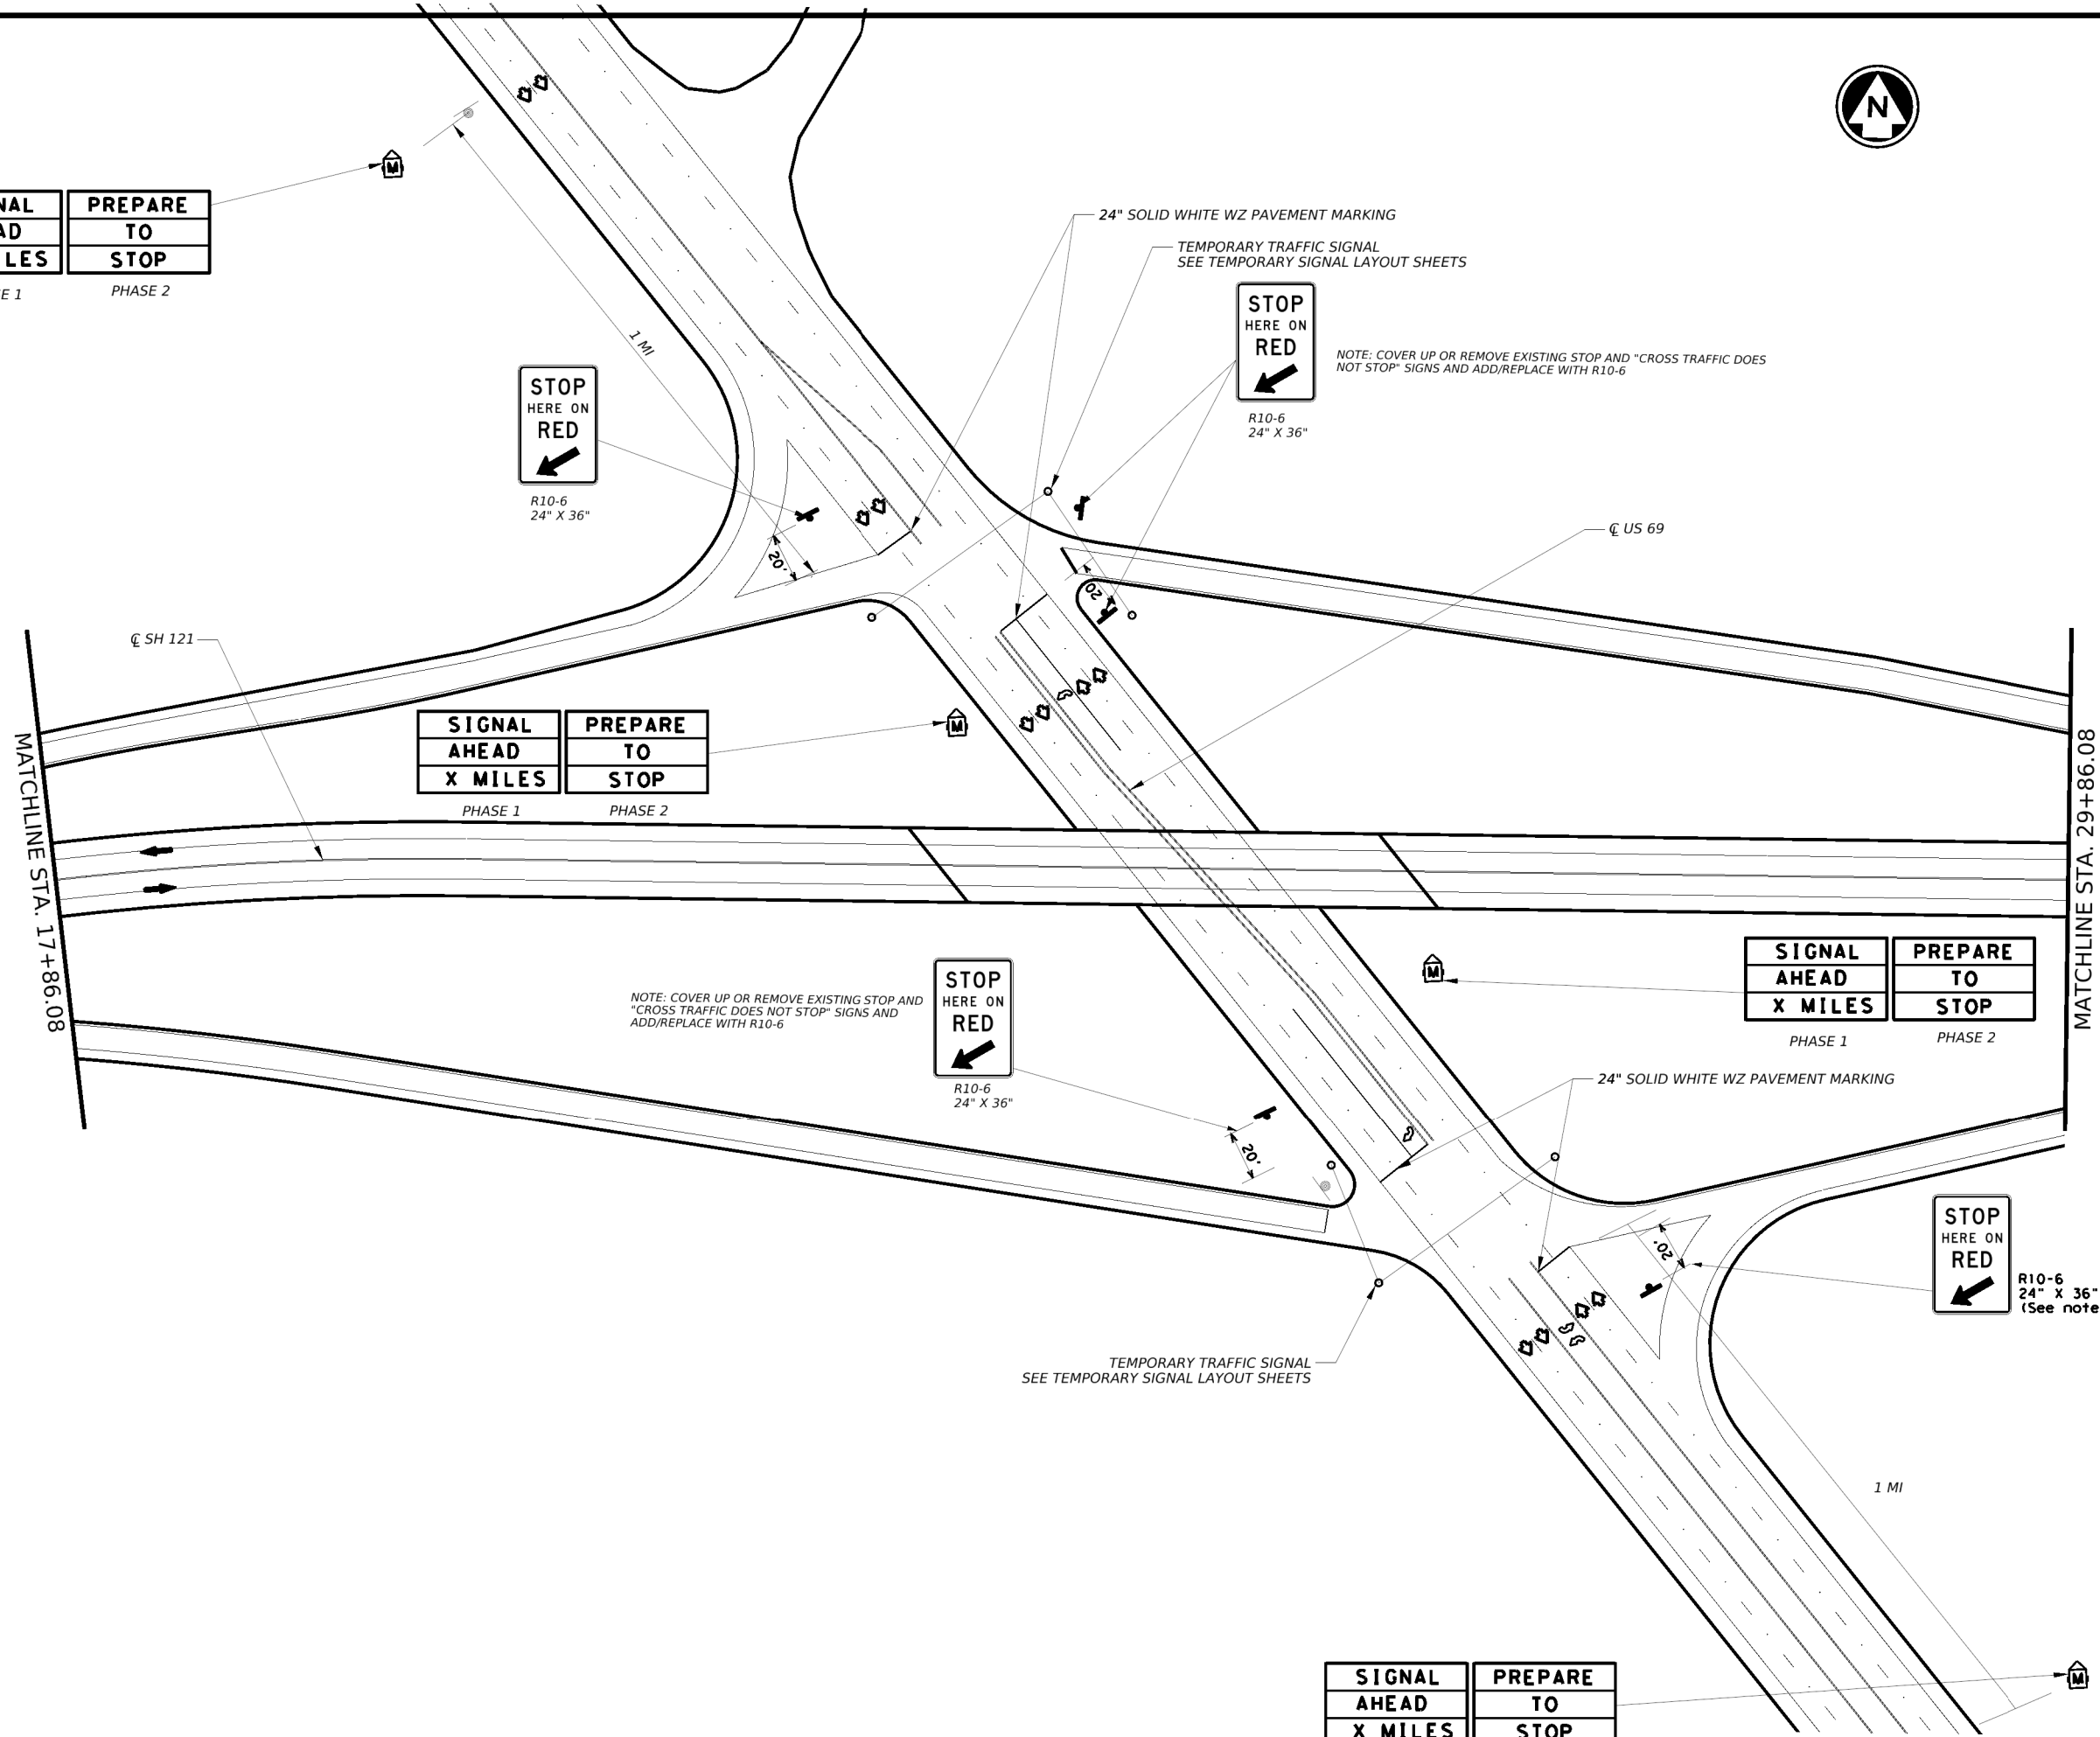 N
NAL
AD
LES
E 1
PREPARE
TO
STOP
PHASE 2
1 MI
24" SOLID WHITE WZ PAVEMENT MARKING
TEMPORARY TRAFFIC SIGNAL
SEE TEMPORARY SIGNAL LAYOUT SHEETS
STOP
HERE ON
RED
R10-6
24" X 36"
NOTE: COVER UP OR REMOVE EXISTING STOP AND "CROSS TRAFFIC DOES
NOT STOP" SIGNS AND ADD/REPLACE WITH R10-6
STOP
HERE ON
RED
R10-6
24" X 36"
20'
20'
℄ US 69
℄ SH 121
MATCHLINE STA. 17+86.08
SIGNAL
AHEAD
X MILES
PHASE 1
PREPARE
TO
STOP
PHASE 2
MATCHLINE STA. 29+86.08
SIGNAL
AHEAD
X MILES
PHASE 1
PREPARE
TO
STOP
PHASE 2
NOTE: COVER UP OR REMOVE EXISTING STOP AND
"CROSS TRAFFIC DOES NOT STOP" SIGNS AND
ADD/REPLACE WITH R10-6
STOP
HERE ON
RED
R10-6
24" X 36"
20'
24" SOLID WHITE WZ PAVEMENT MARKING
20'
STOP
HERE ON
RED
R10-6
24" X 36"
(See note
TEMPORARY TRAFFIC SIGNAL
SEE TEMPORARY SIGNAL LAYOUT SHEETS
1 MI
SIGNAL
AHEAD
X MILES
PREPARE
TO
STOP
M
M
M
M